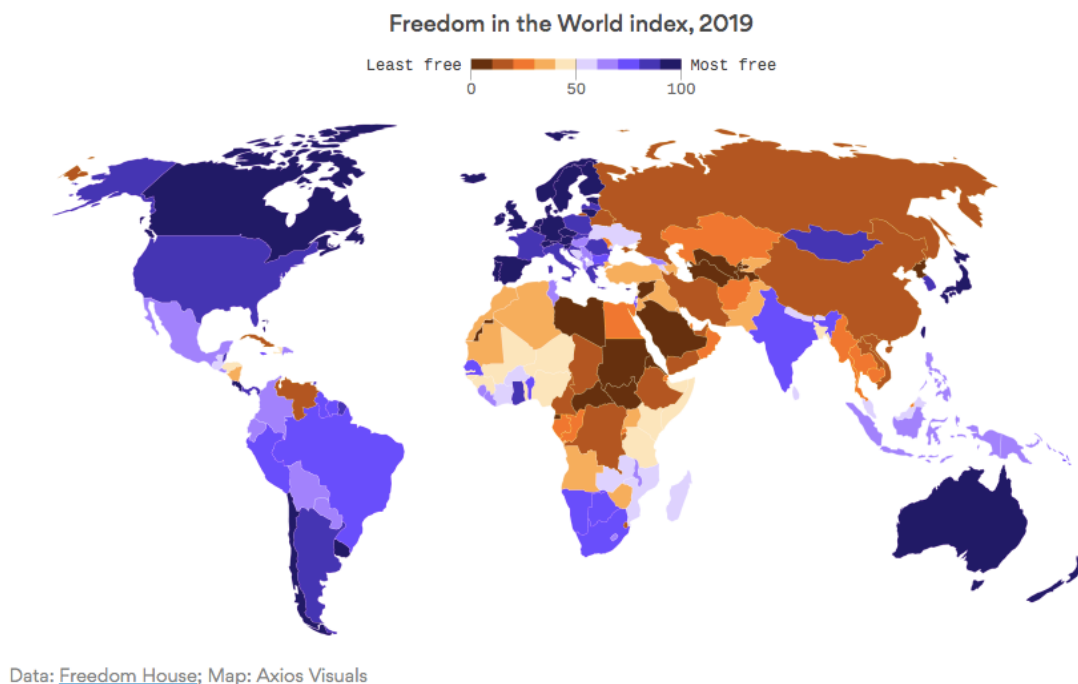 Freedom in the World index, 2019
Least free Most free
0 50 100
Data: Freedom House; Map: Axios Visuals